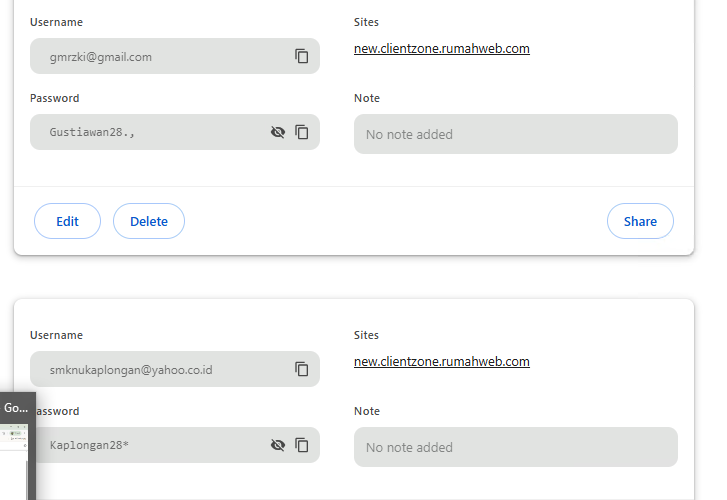 Username
Sites
gmrzki@gmail.com
new.clientzone.rumahweb.com
Password
Note
Gustiawan28.,
No note added
Edit
Delete
Share
Username
Sites
smknukaplongan@yahoo.co.id
new.clientzone.rumahweb.com
Go...
assword
Note
Kaplongan28*
No note added